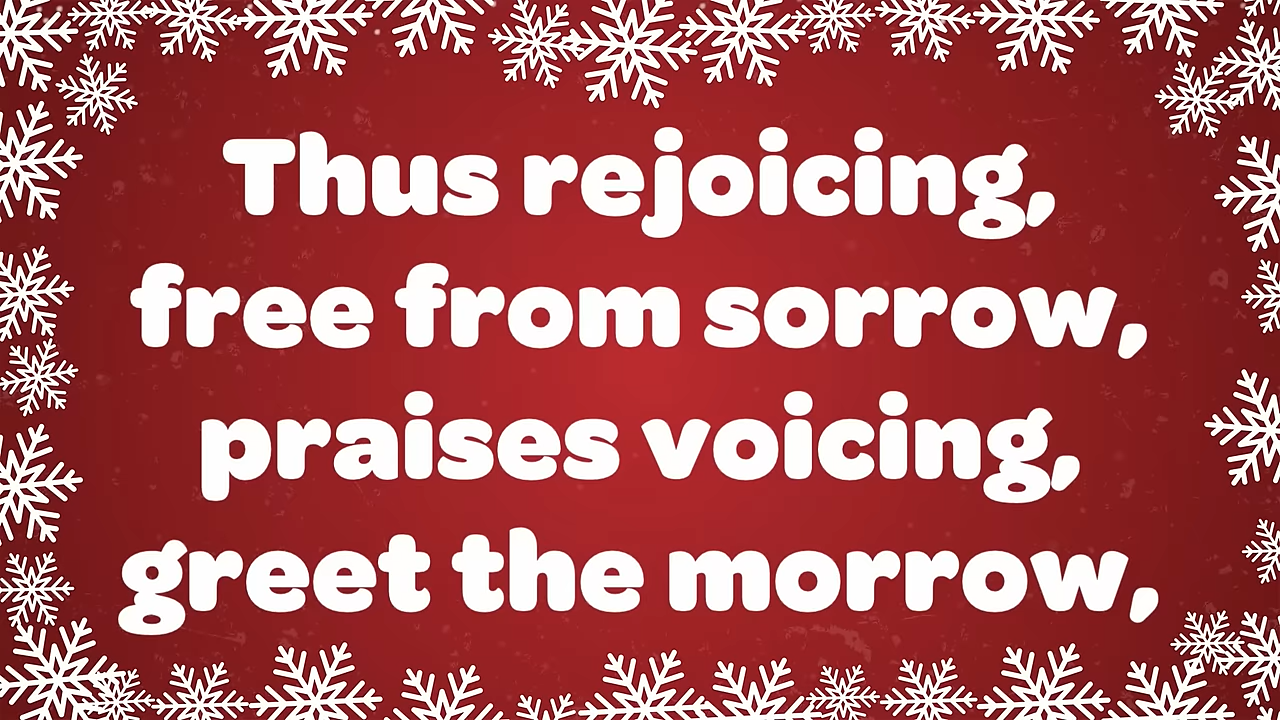 Thus rejoicing,
free from sorrow,
praises voicing,
greet the morrow,